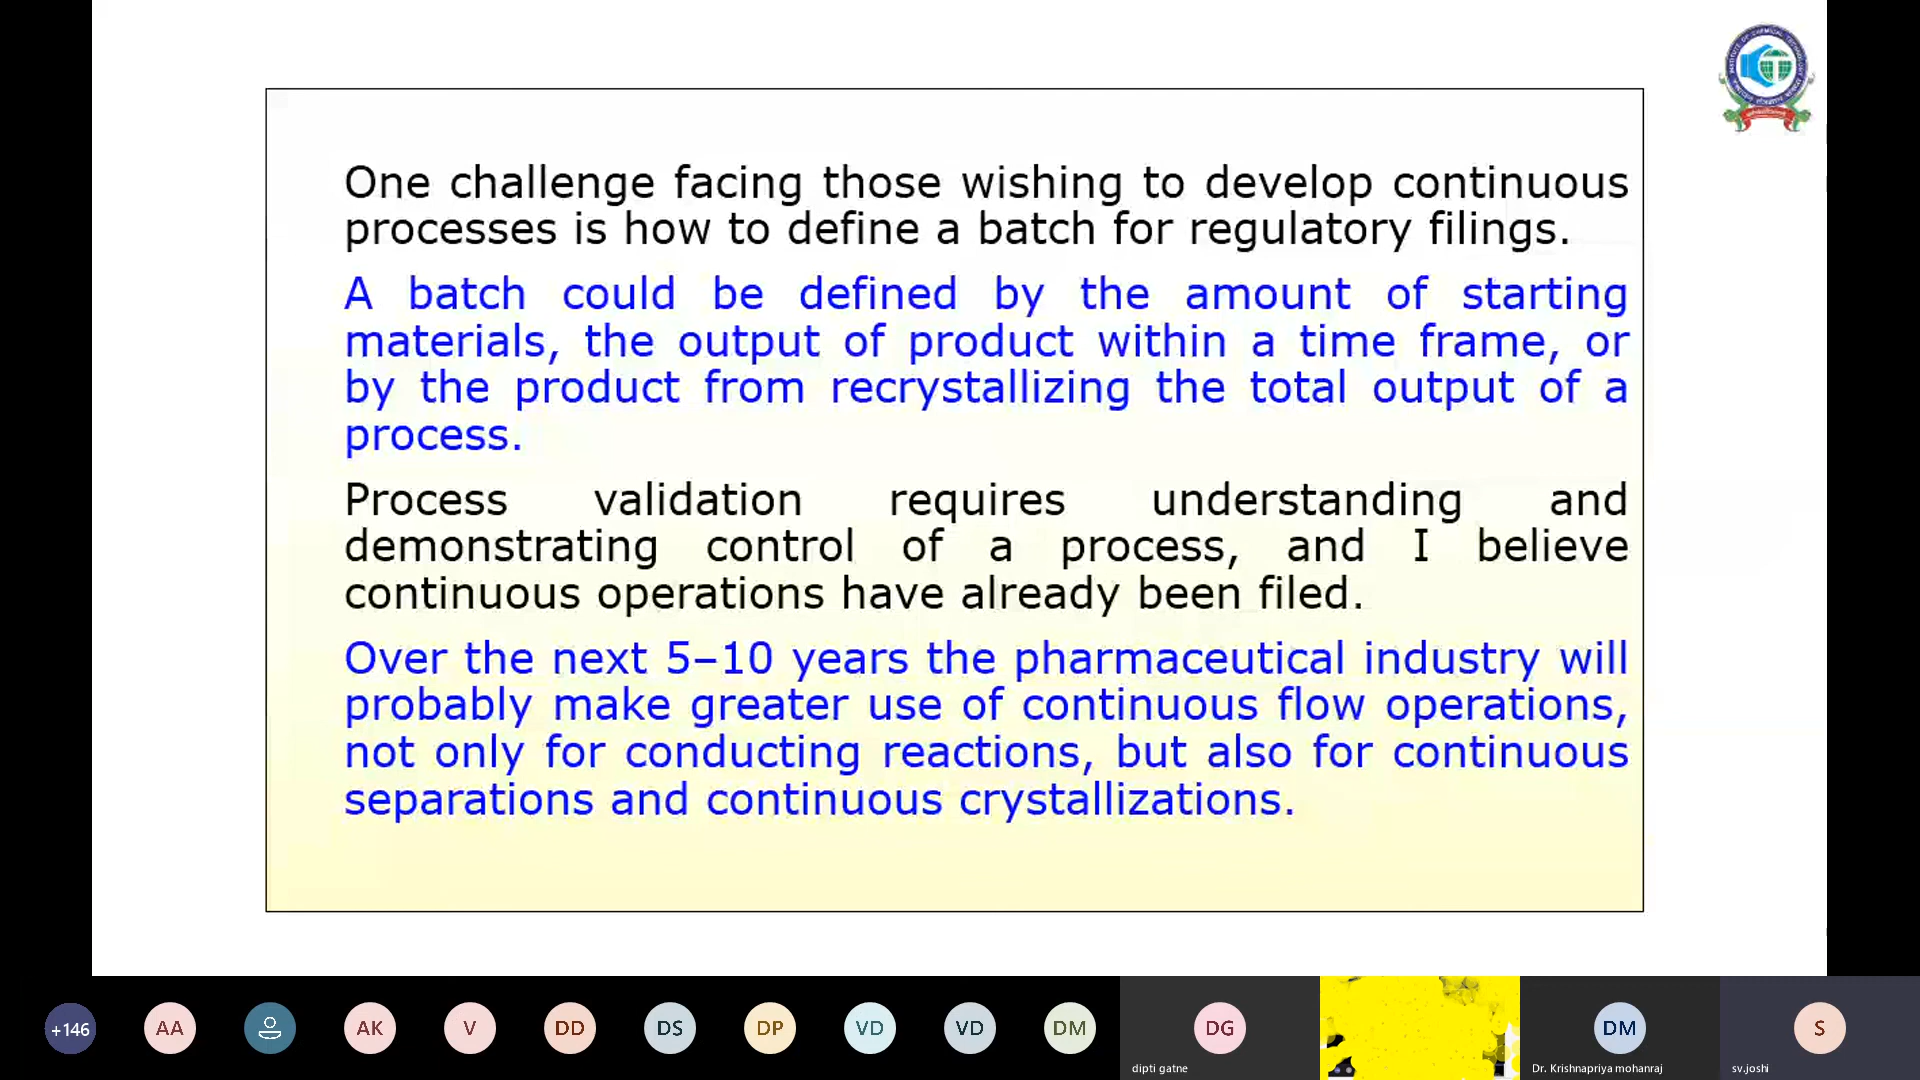 One challenge facing those wishing to develop continuous
processes is how to define a batch for regulatory filings.
A batch could be defined by the amount of starting
materials, the output of product within a time frame, or
by the product from recrystallizing the total output of a
process.
Process validation requires understanding and
demonstrating control of a process, and I believe
continuous operations have already been filed.
Over the next 5–10 years the pharmaceutical industry will
probably make greater use of continuous flow operations,
not only for conducting reactions, but also for continuous
separations and continuous crystallizations.
+146 AA AK V DD DS DP VD VD DM DG DM S
dipti gatne Dr. Krishnapriya mohanraj sv.joshi